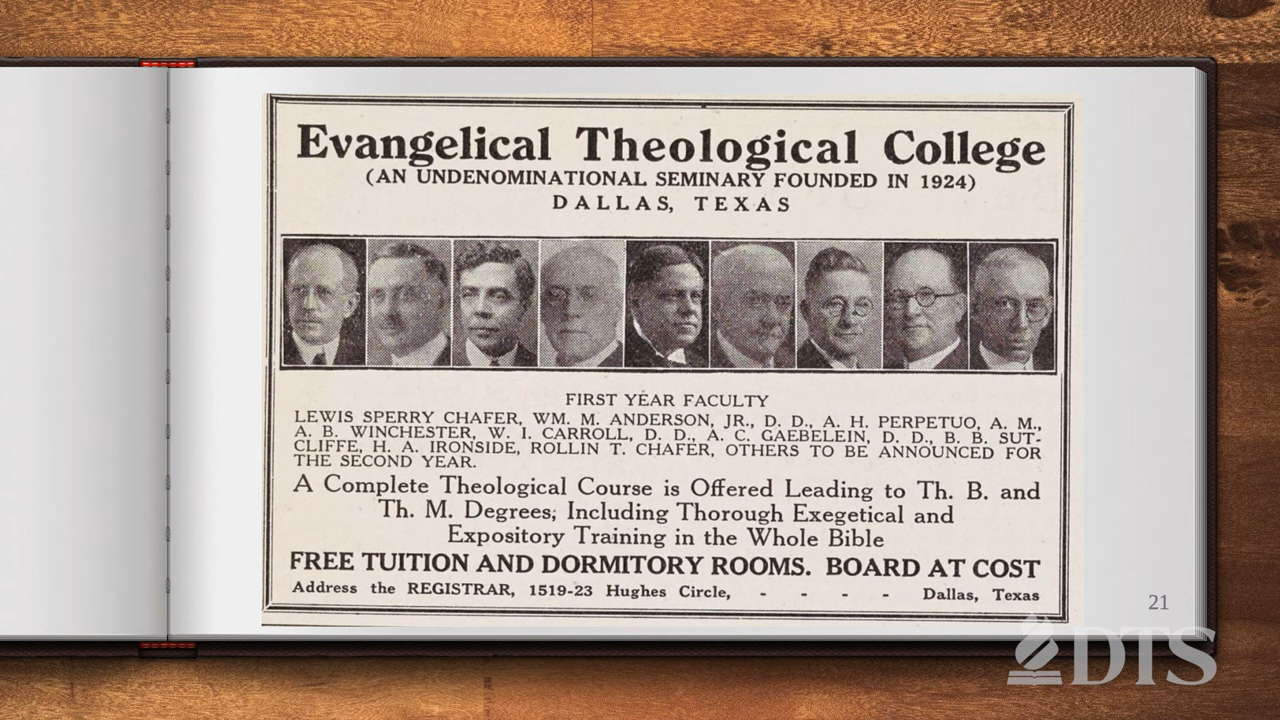 Evangelical Theological College
(AN UNDENOMINATIONAL SEMINARY FOUNDED IN 1924)
DALLAS, TEXAS
FIRST YEAR FACULTY
LEWIS SPERRY CHAFER, WM. M. ANDERSON, JR., D. D., A. H. PERPETUO, A. M.,
A. B. WINCHESTER, W. I. CARROLL, D. D., A. C. GAEBELEIN, D. D., B. B. SUT-
CLIFFE, H. A. IRONSIDE, ROLLIN T. CHAFER, OTHERS TO BE ANNOUNCED FOR
THE SECOND YEAR.
A Complete Theological Course is Offered Leading to Th. B. and
Th. M. Degrees; Including Thorough Exegetical and
Expository Training in the Whole Bible
FREE TUITION AND DORMITORY ROOMS. BOARD AT COST
Address the REGISTRAR, 1519-23 Hughes Circle, - - - - Dallas, Texas
21
DTS